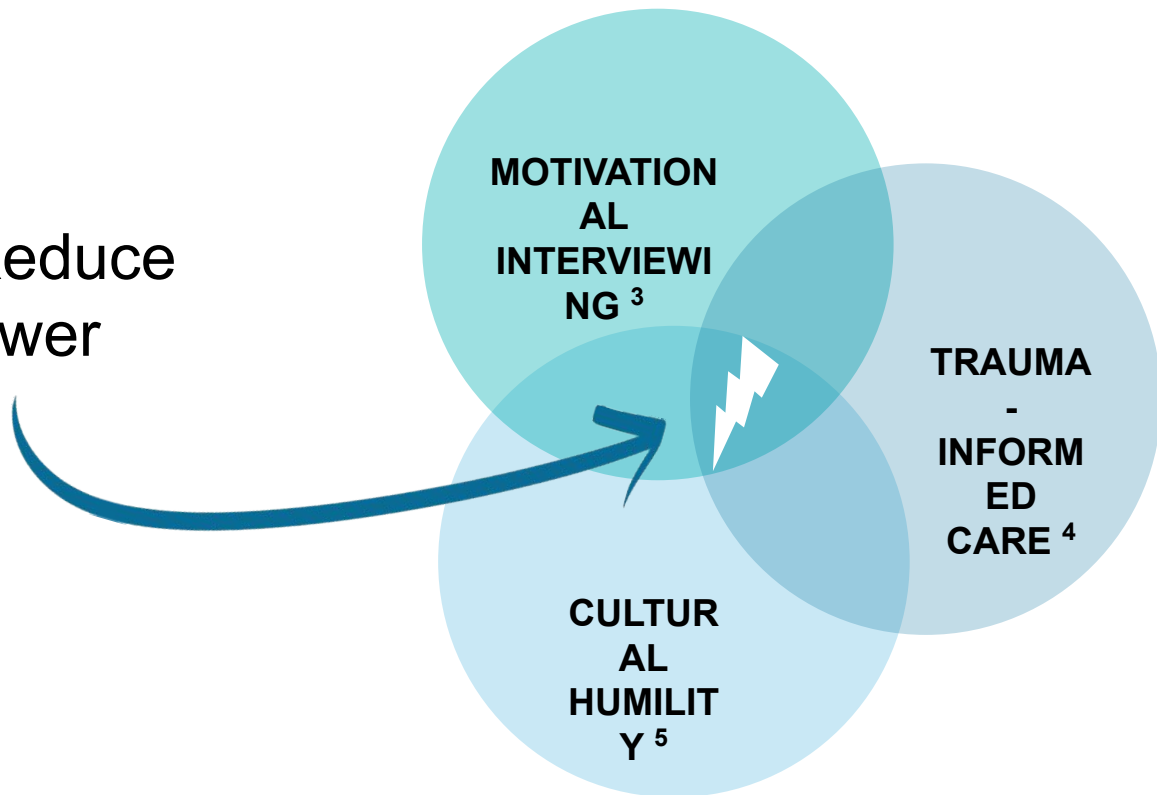 educe
wer
MOTIVATION
AL
INTERVIEWI
NG ³
TRAUMA
-
INFORM
ED
CARE ⁴
CULTUR
AL
HUMILIT
Y ⁵